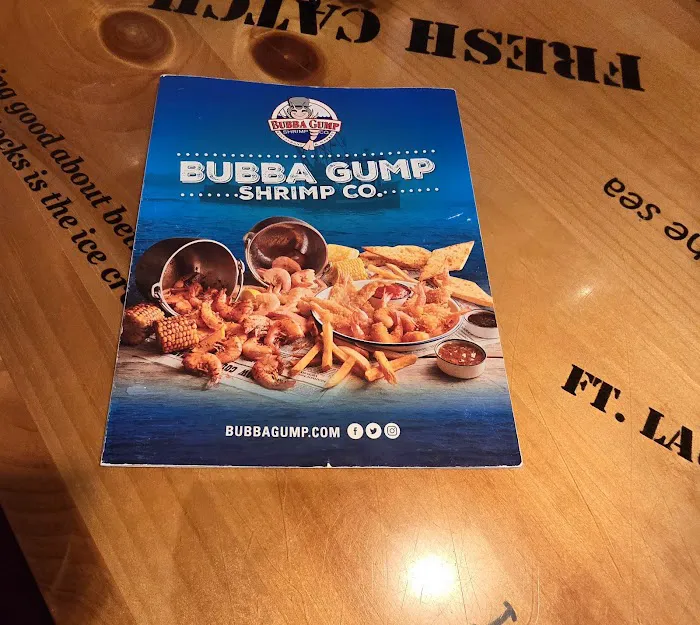 FRESH CATCH
BUBBA GUMP
SHRIMP CO.
BUBBA GUMP
SHRIMP CO.
BUBBAGUMP.COM
ing good about be
ocks is the ice cr
he sea
FT. LA